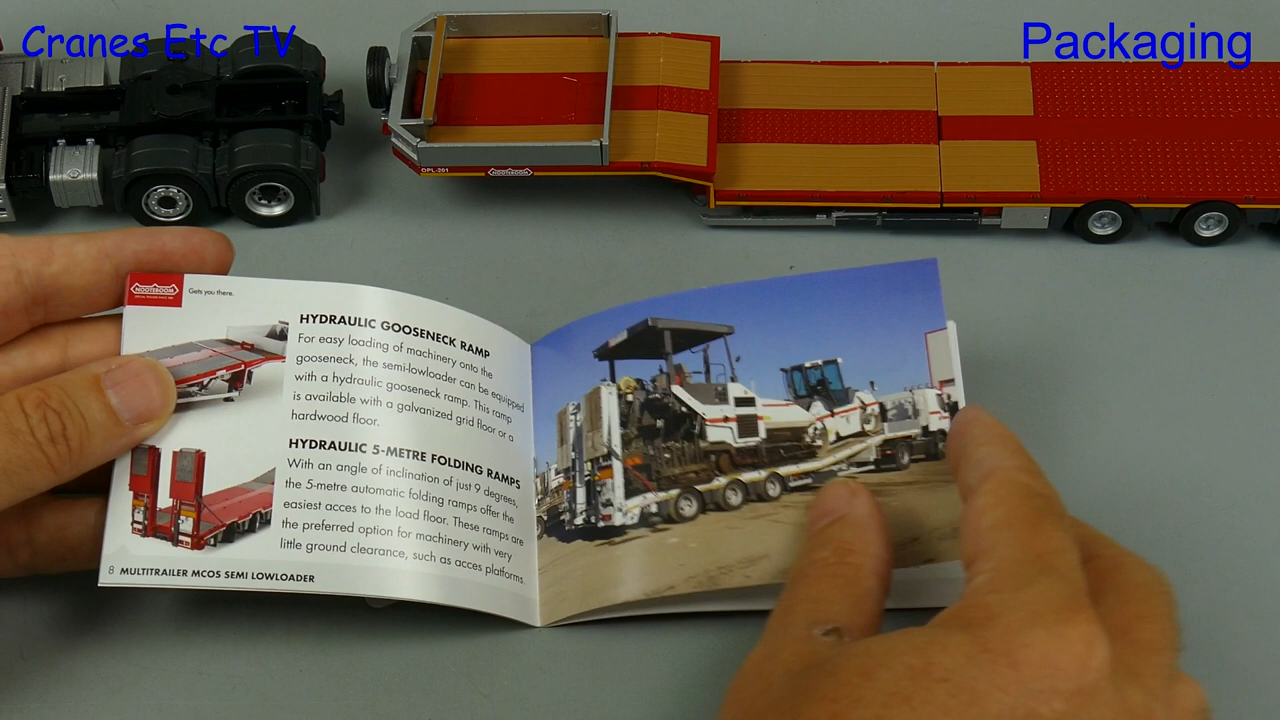 Cranes Etc TV
Packaging
OPL-201
NOOTEBOOM
NOOTEBOOM
Gets you there.
HYDRAULIC GOOSENECK RAMP
For easy loading of machinery onto the
gooseneck, the semi-lowloader can be equipped
with a hydraulic gooseneck ramp. This ramp
is available with a galvanized grid floor or a
hardwood floor.
HYDRAULIC 5-METRE FOLDING RAMPS
With an angle of inclination of just 9 degrees,
the 5-metre automatic folding ramps offer the
easiest acces to the load floor. These ramps are
the preferred option for machinery with very
little ground clearance, such as acces platforms.
8 MULTITRAILER MCOS SEMI LOWLOADER